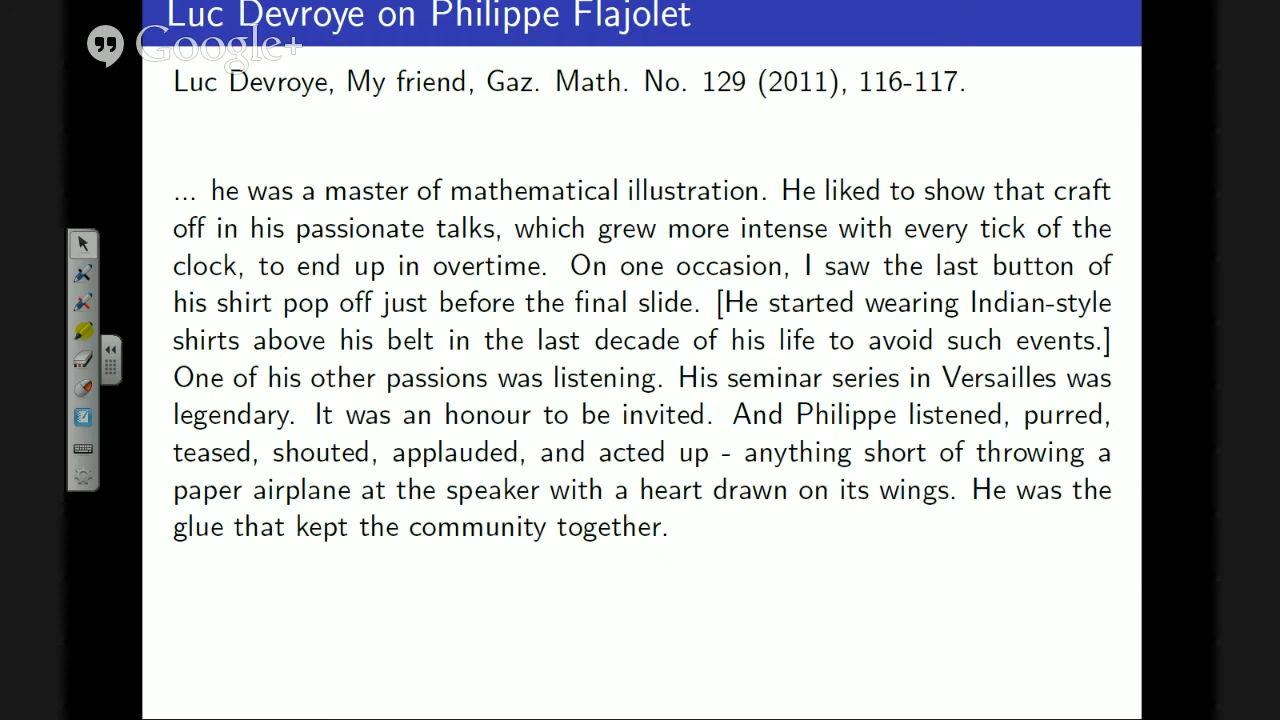 Luc Devroye on Philippe Flajolet
Google+
Luc Devroye, My friend, Gaz. Math. No. 129 (2011), 116-117.
... he was a master of mathematical illustration. He liked to show that craft
off in his passionate talks, which grew more intense with every tick of the
clock, to end up in overtime. On one occasion, I saw the last button of
his shirt pop off just before the final slide. [He started wearing Indian-style
shirts above his belt in the last decade of his life to avoid such events.]
One of his other passions was listening. His seminar series in Versailles was
legendary. It was an honour to be invited. And Philippe listened, purred,
teased, shouted, applauded, and acted up - anything short of throwing a
paper airplane at the speaker with a heart drawn on its wings. He was the
glue that kept the community together.